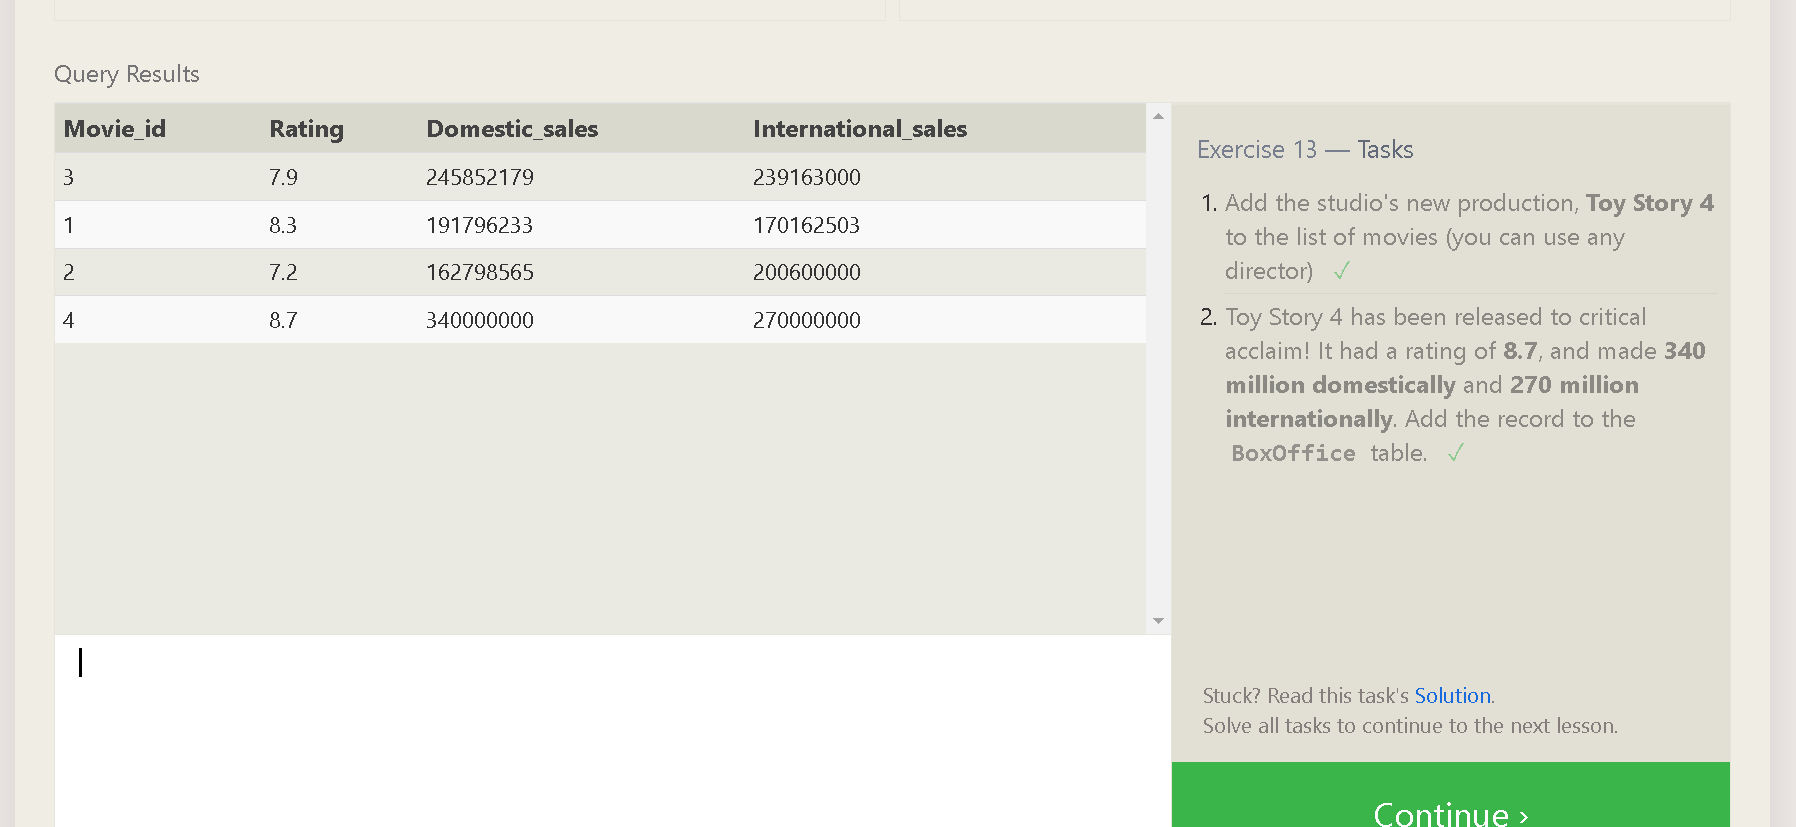 Query Results
Movie_id Rating Domestic_sales International_sales
3 7.9 245852179 239163000
1 8.3 191796233 170162503
2 7.2 162798565 200600000
4 8.7 340000000 270000000
Exercise 13 — Tasks
1. Add the studio's new production, Toy Story 4
to the list of movies (you can use any
director) ✓
2. Toy Story 4 has been released to critical
acclaim! It had a rating of 8.7, and made 340
million domestically and 270 million
internationally. Add the record to the
BoxOffice table. ✓
Stuck? Read this task's Solution.
Solve all tasks to continue to the next lesson.
Continue ›